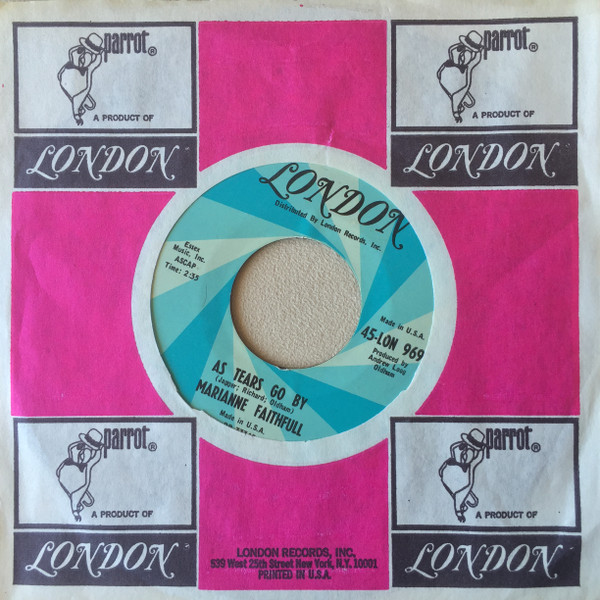 parrot®
A PRODUCT OF
LONDON
parrot®
A PRODUCT OF
LONDON
LONDON
Distributed By London Records, Inc.
Essex
Music, Inc.
ASCAP
Time: 2:35
Made in U.S.A.
45-LON 969
Produced by
Andrew Loog
Oldham
AS TEARS GO BY
(Jagger; Richard; Oldham)
MARIANNE FAITHFULL
Made in U.S.A.
parrot®
A PRODUCT OF
LONDON
parrot®
A PRODUCT OF
LONDON
LONDON RECORDS, INC.
539 West 25th Street New York, N.Y. 10001
PRINTED IN U.S.A.